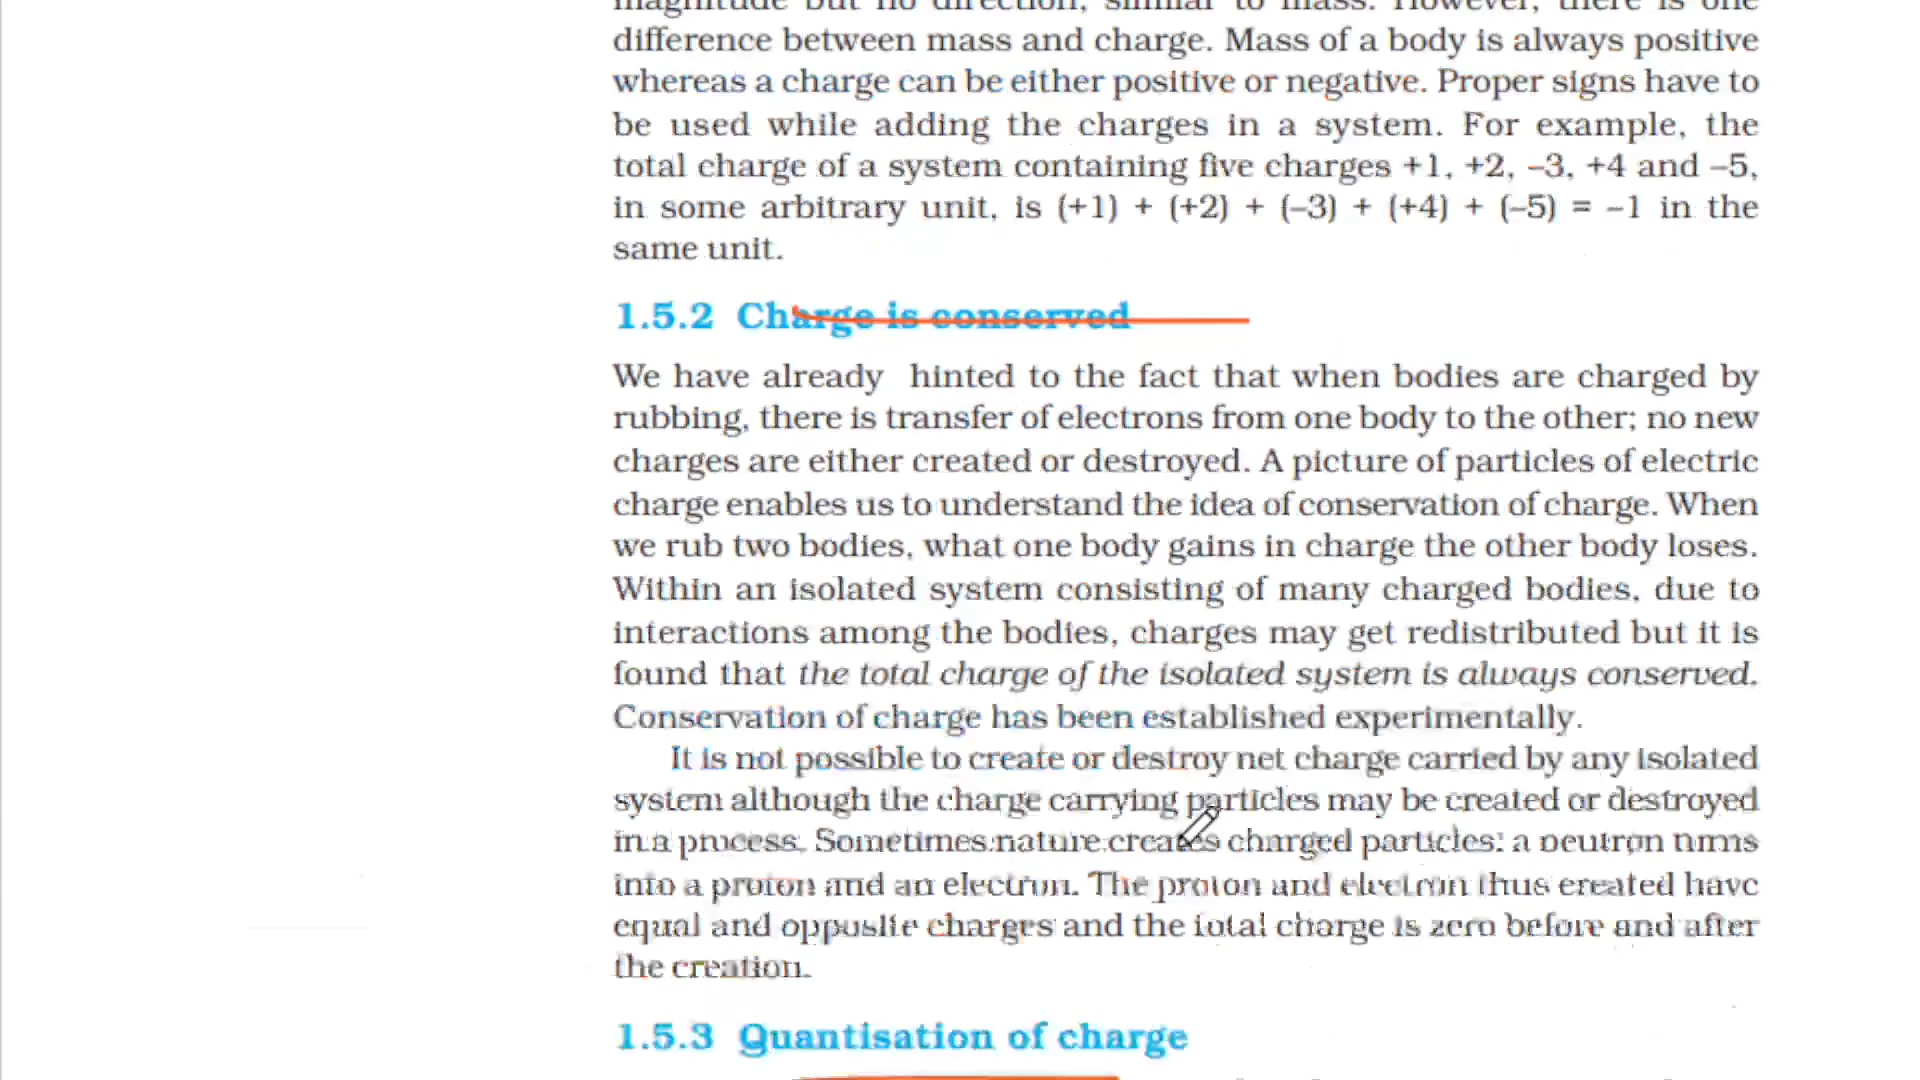 magnitude but no direction, similar to mass. However, there is one
difference between mass and charge. Mass of a body is always positive
whereas a charge can be either positive or negative. Proper signs have to
be used while adding the charges in a system. For example, the
total charge of a system containing five charges +1, +2, –3, +4 and –5,
in some arbitrary unit, is (+1) + (+2) + (–3) + (+4) + (–5) = –1 in the
same unit.
1.5.2 Charge is conserved
We have already hinted to the fact that when bodies are charged by
rubbing, there is transfer of electrons from one body to the other; no new
charges are either created or destroyed. A picture of particles of electric
charge enables us to understand the idea of conservation of charge. When
we rub two bodies, what one body gains in charge the other body loses.
Within an isolated system consisting of many charged bodies, due to
interactions among the bodies, charges may get redistributed but it is
found that the total charge of the isolated system is always conserved.
Conservation of charge has been established experimentally.
It is not possible to create or destroy net charge carried by any isolated
system although the charge carrying particles may be created or destroyed
in a process. Sometimes nature creates charged particles: a neutron turns
into a proton and an electron. The proton and electron thus created have
equal and opposite charges and the total charge is zero before and after
the creation.
1.5.3 Quantisation of charge